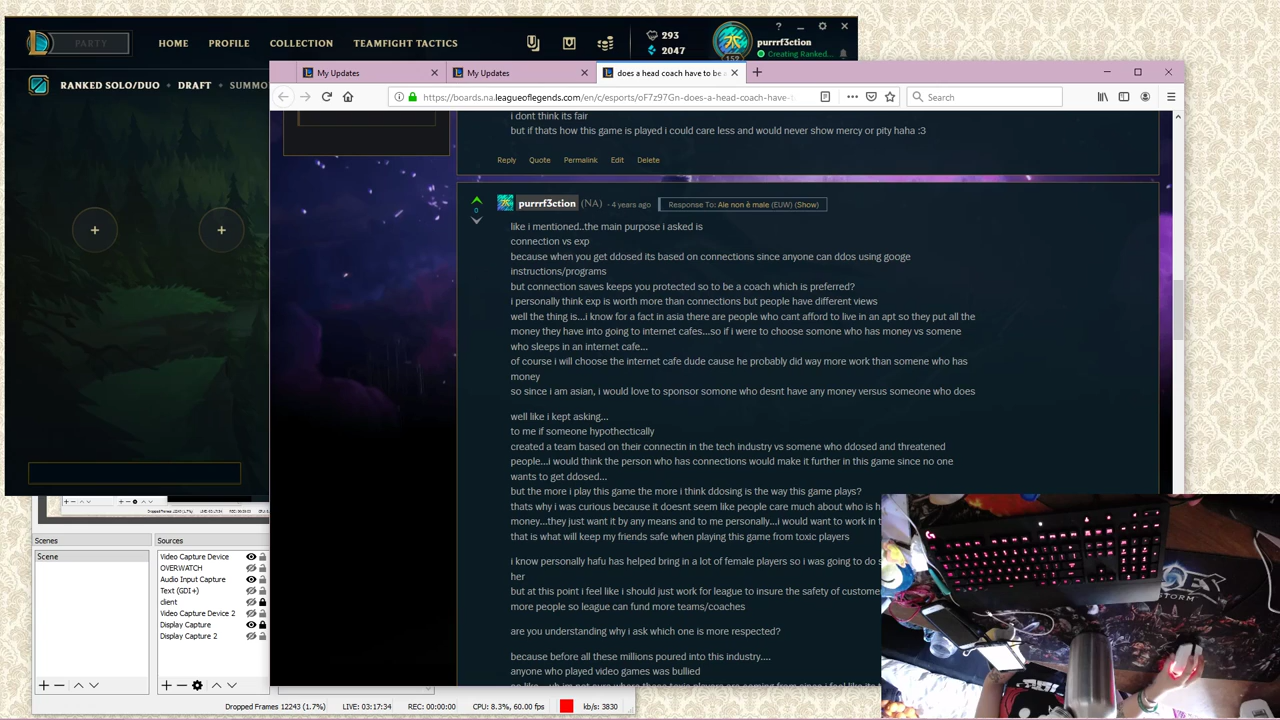 PARTY
HOME
PROFILE
COLLECTION
TEAMFIGHT TACTICS
293
2047
152
?
purrrf3ction
Creating Ranked...
RANKED SOLO/DUO
DRAFT
SUMMO
My Updates
My Updates
does a head coach have to be a
https://boards.na.leagueoflegends.com/en/c/esports/oF7z97Gn-does-a-head-coach-have-
Search
i dont think its fair
but if thats how this game is played i could care less and would never show mercy or pity haha :3
Reply Quote Permalink Edit Delete
0
purrrf3ction (NA) - 4 years ago Response To: Ale non è male (EUW) (Show)
like i mentioned..the main purpose i asked is
connection vs exp
because when you get ddosed its based on connections since anyone can ddos using googe
instructions/programs
but connection saves keeps you protected so to be a coach which is preferred?
i personally think exp is worth more than connections but people have different views
well the thing is...i know for a fact in asia there are people who cant afford to live in an apt so they put all the
money they have into going to internet cafes...so if i were to choose somone who has money vs somene
who sleeps in an internet cafe...
of course i will choose the internet cafe dude cause he probably did way more work than somene who has
money
so since i am asian, i would love to sponsor somone who desnt have any money versus someone who does
well like i kept asking...
to me if someone hypothectically
created a team based on their connectin in the tech industry vs somene who ddosed and threatened
people...i would think the person who has connections would make it further in this game since no one
wants to get ddosed...
but the more i play this game the more i think ddosing is the way this game plays?
thats why i was curious because it doesnt seem like people care much about who is h
money...they just want it by any means and to me personally...i would want to work in t
that is what will keep my friends safe when playing this game from toxic players
i know personally hafu has helped bring in a lot of female players so i was going to do s
her
but at this point i feel like i should just work for league to insure the safety of custome
more people so league can fund more teams/coaches
are you understanding why i ask which one is more respected?
because before all these millions poured into this industry....
anyone who played video games was bullied
Dropped Frames 12243 (1.7%)
Scenes
Sources
Scene
Video Capture Device
OVERWATCH
Audio Input Capture
Text (GDI+)
client
Video Capture Device 2
Display Capture
Display Capture 2
Dropped Frames 12243 (1.7%)
LIVE: 03:17:34
REC: 00:00:00
CPU: 8.3%, 60.00 fps
kb/s: 3830